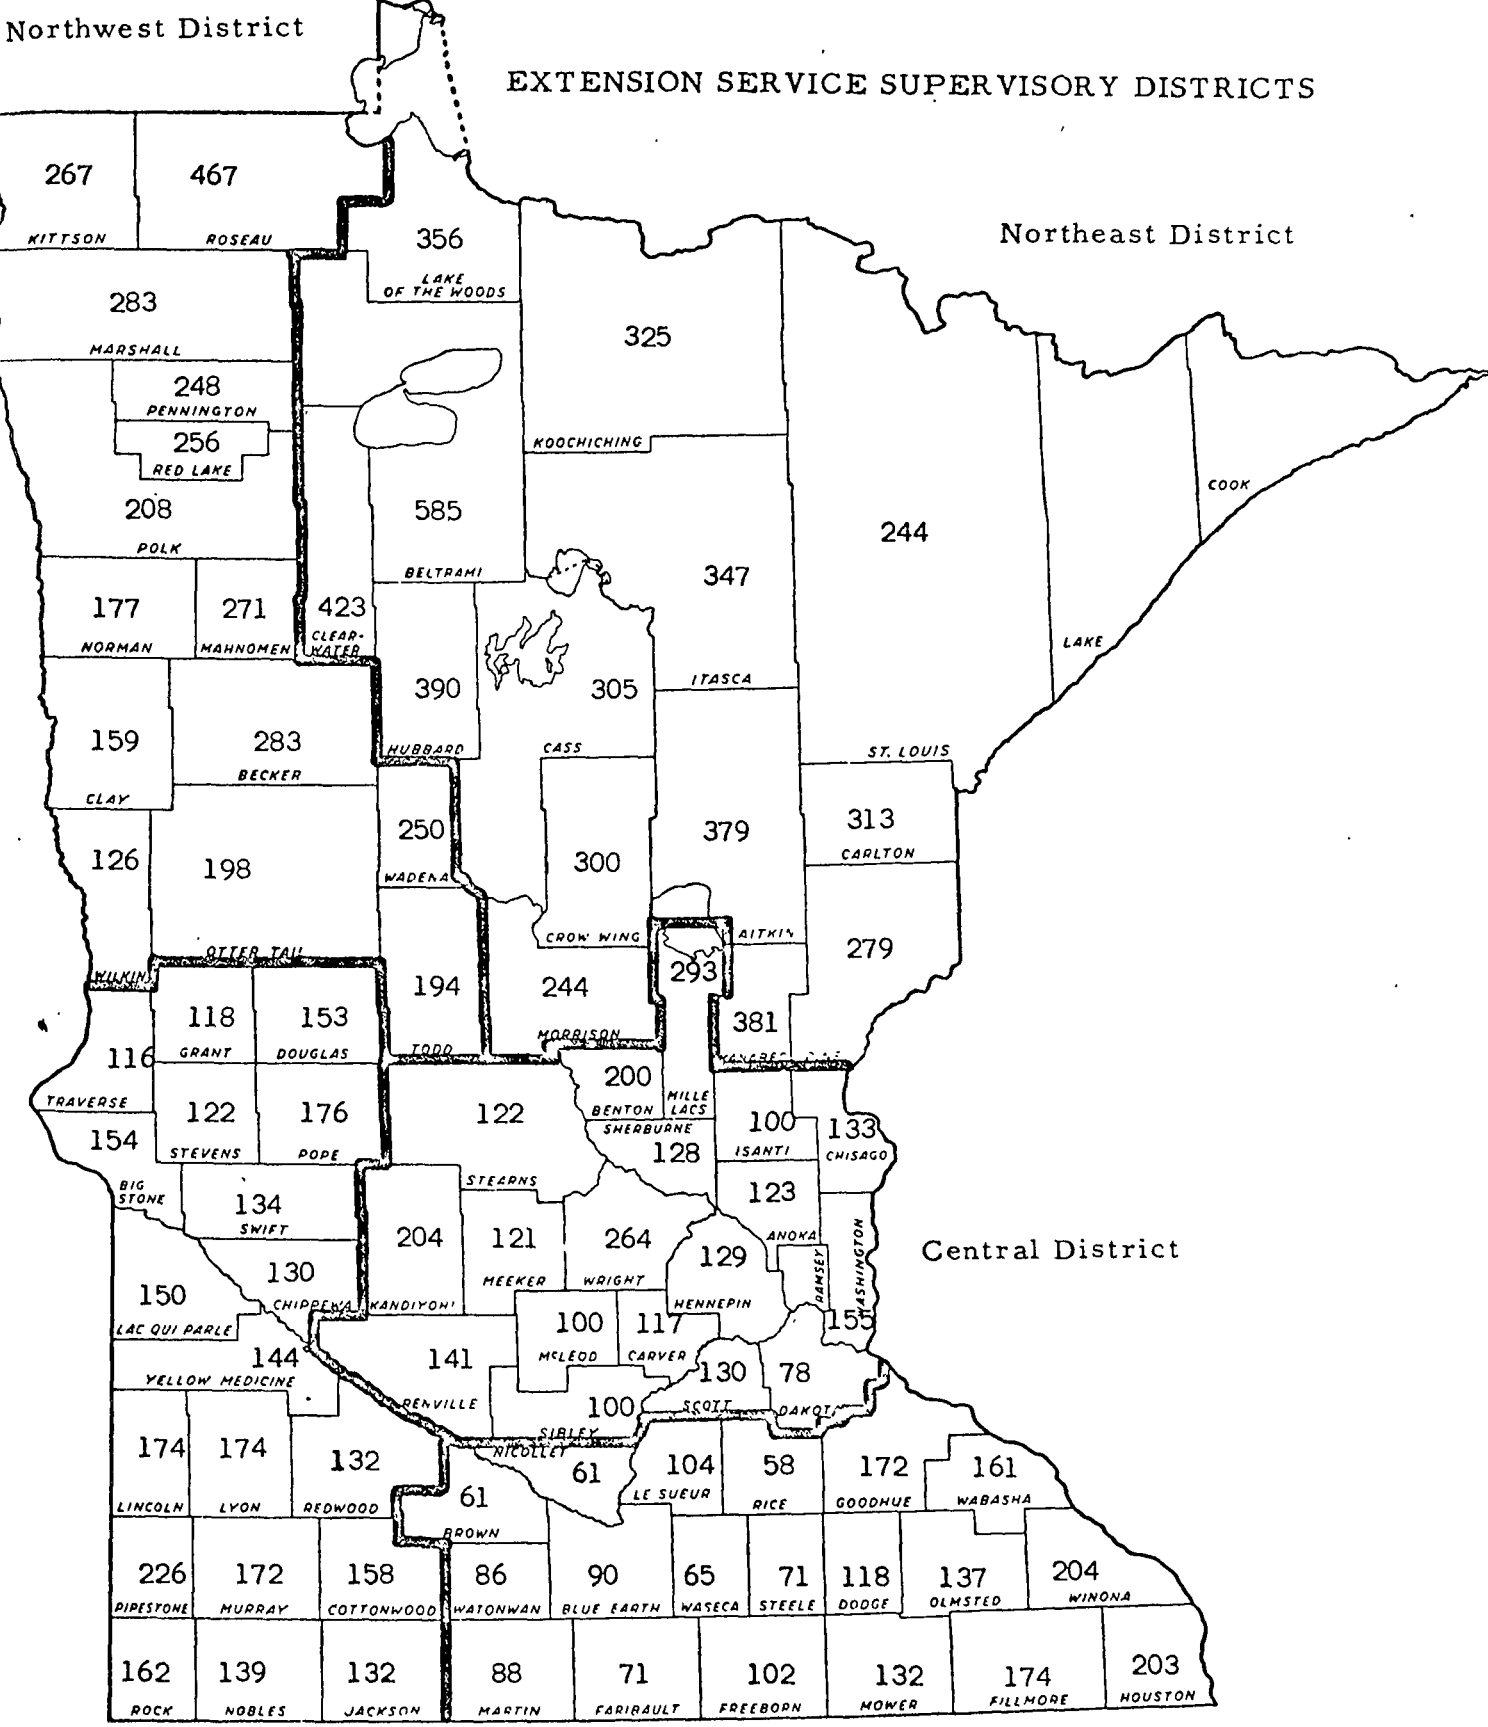 Northwest District
EXTENSION SERVICE SUPERVISORY DISTRICTS
Northeast District
267
KITTSON
467
ROSEAU
356
LAKE
OF THE WOODS
283
MARSHALL
325
KOOCHICHING
248
PENNINGTON
256
RED LAKE
208
POLK
585
BELTRAMI
244
ST. LOUIS
COOK
LAKE
347
ITASCA
177
NORMAN
271
MAHNOMEN
423
CLEAR-
WATER
390
HUBBARD
305
CASS
159
CLAY
283
BECKER
126
WILKIN
198
OTTER TAIL
250
WADENA
300
CROW WING
379
AITKIN
313
CARLTON
279
293
MILLE
LACS
381
194
TODD
244
MORRISON
118
GRANT
153
DOUGLAS
116
TRAVERSE
122
STEVENS
176
POPE
122
STEARNS
200
BENTON
SHERBURNE
128
100
ISANTI
133
CHISAGO
154
BIG
STONE
134
SWIFT
204
KANDIYOHI
121
MEEKER
264
WRIGHT
129
HENNEPIN
123
ANOKA
RAMSEY
WASHINGTON
155
Central District
150
LAC QUI PARLE
130
CHIPPEWA
144
YELLOW MEDICINE
141
RENVILLE
100
McLEOD
117
CARVER
130
SCOTT
78
DAKOTA
100
SIBLEY
NICOLLET
61
174
LINCOLN
174
LYON
132
REDWOOD
61
BROWN
104
LE SUEUR
58
RICE
172
GOODHUE
161
WABASHA
226
PIPESTONE
172
MURRAY
158
COTTONWOOD
86
WATONWAN
90
BLUE EARTH
65
WASECA
71
STEELE
118
DODGE
137
OLMSTED
204
WINONA
162
ROCK
139
NOBLES
132
JACKSON
88
MARTIN
71
FARIBAULT
102
FREEBORN
132
MOWER
174
FILLMORE
203
HOUSTON